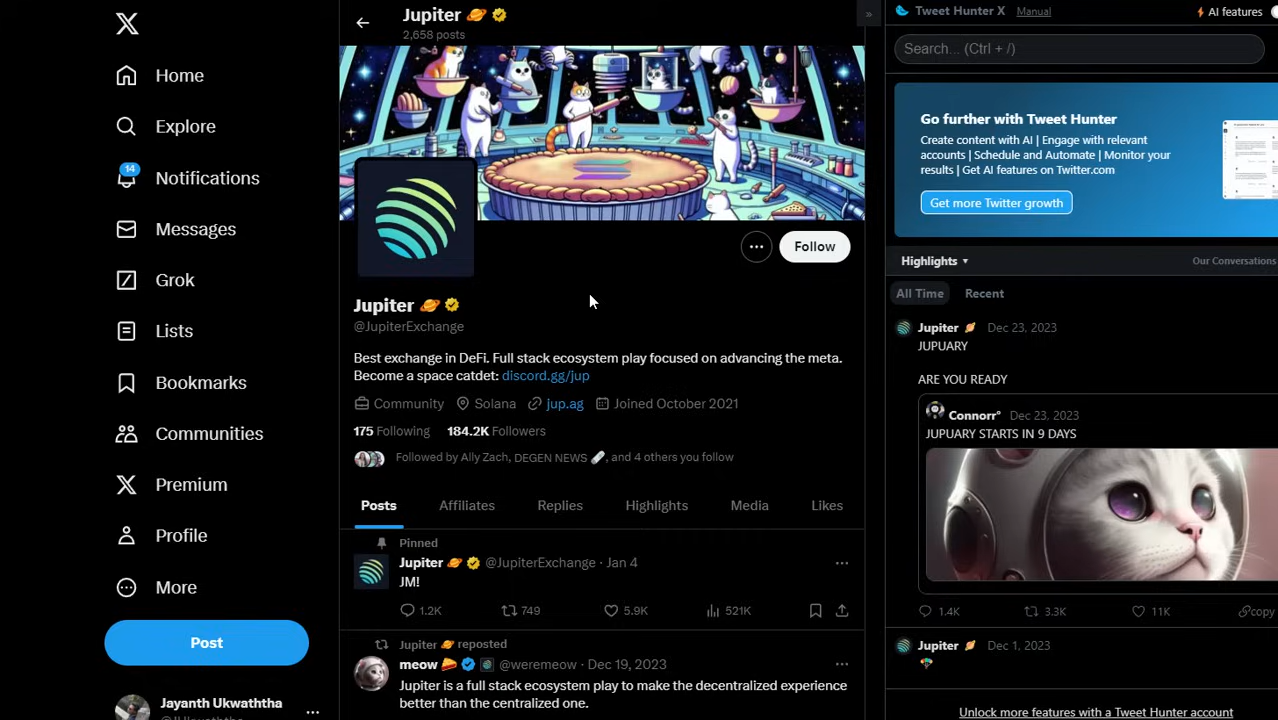 Home
Explore
14
Notifications
Messages
Grok
Lists
Bookmarks
Communities
Premium
Profile
More
Post
Jayanth Ukwaththa
Jupiter 🪐
2,658 posts
Follow
Jupiter 🪐
@JupiterExchange
Best exchange in DeFi. Full stack ecosystem play focused on advancing the meta.
Become a space catdet: discord.gg/jup
Community Solana jup.ag Joined October 2021
175 Following 184.2K Followers
Followed by Ally Zach, DEGEN NEWS 🗞️, and 4 others you follow
Posts Affiliates Replies Highlights Media Likes
Pinned
Jupiter 🪐 @JupiterExchange · Jan 4
JM!
1.2K 749 5.9K 521K
Jupiter 🪐 reposted
meow @weremeow · Dec 19, 2023
Jupiter is a full stack ecosystem play to make the decentralized experience
better than the centralized one.
»
Tweet Hunter X Manual AI features
Search... (Ctrl + /)
Go further with Tweet Hunter
Create content with AI | Engage with relevant
accounts | Schedule and Automate | Monitor your
results | Get AI features on Twitter.com
Get more Twitter growth
Highlights ▾ Our Conversations
All Time Recent
Jupiter 🪐 Dec 23, 2023
JUPUARY
ARE YOU READY
Connorr° Dec 23, 2023
JUPUARY STARTS IN 9 DAYS
1.4K 3.3K 11K copy
Jupiter 🪐 Dec 1, 2023
🪂
Unlock more features with a Tweet Hunter account